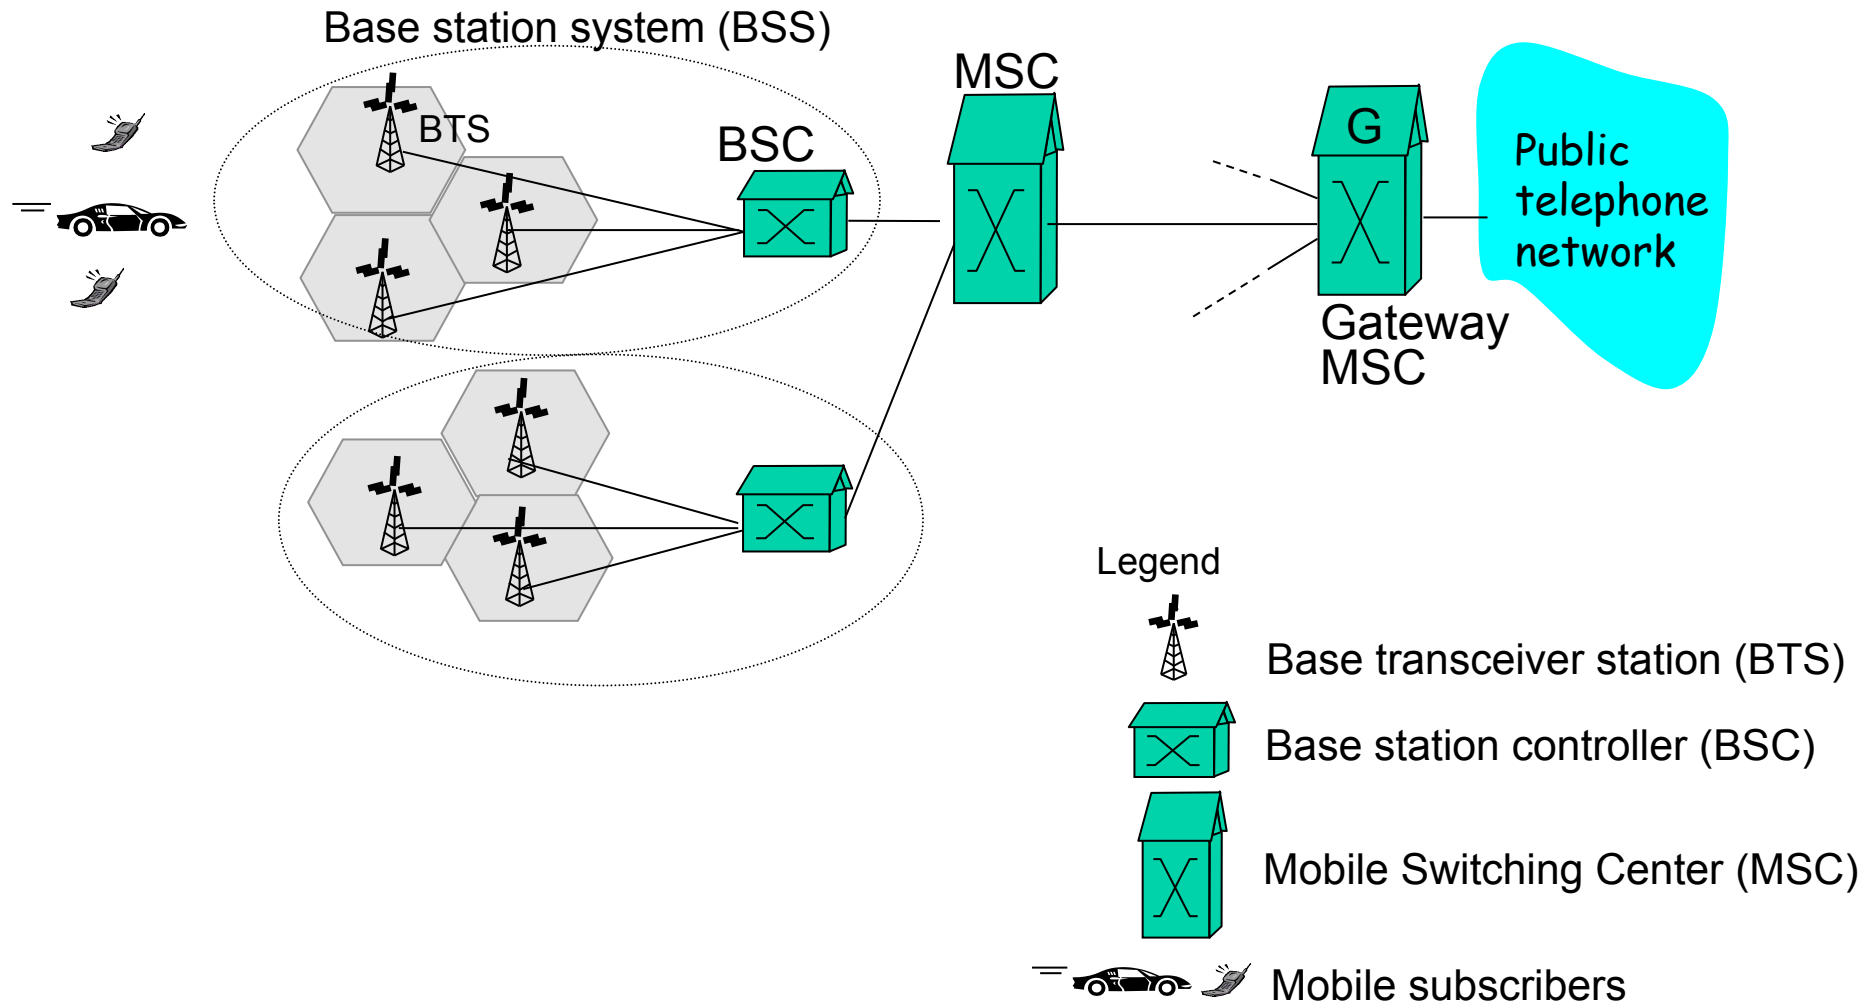 Base station system (BSS)
BTS
BSC
MSC
G
Gateway
MSC
Public
telephone
network
Legend
Base transceiver station (BTS)
Base station controller (BSC)
Mobile Switching Center (MSC)
Mobile subscribers